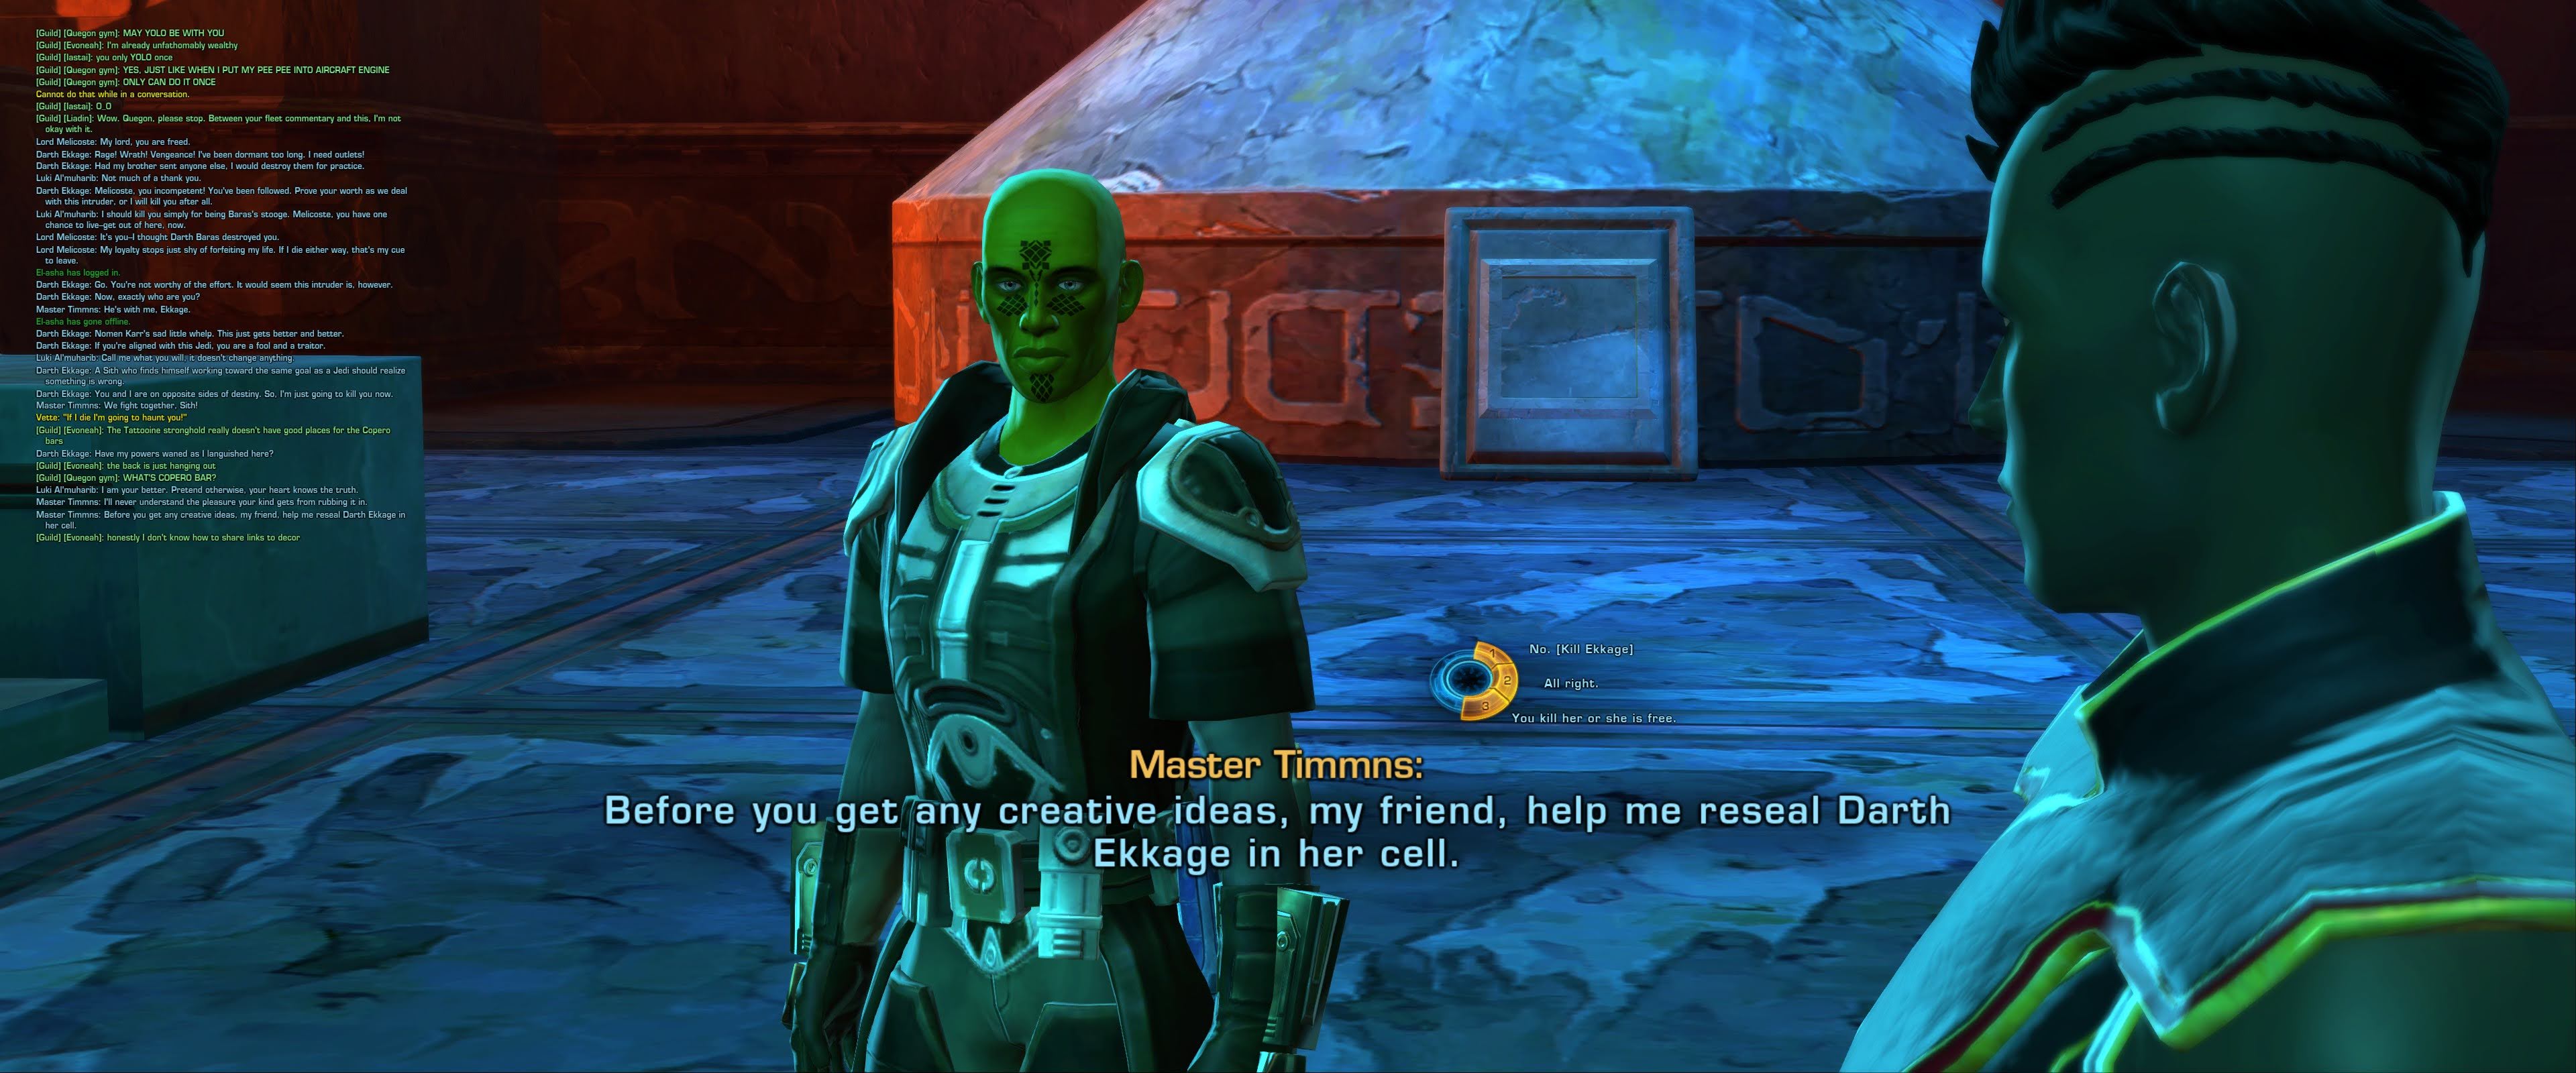 [Guild] [Quegon gym]: MAY YOLO BE WITH YOU
[Guild] [Evoneah]: I'm already unfathomably wealthy
[Guild] [Iastai]: you only YOLO once
[Guild] [Quegon gym]: YES, JUST LIKE WHEN I PUT MY PEE PEE INTO AIRCRAFT ENGINE
[Guild] [Quegon gym]: ONLY CAN DO IT ONCE
Cannot do that while in a conversation.
[Guild] [Iastai]: O_O
[Guild] [Liadin]: Wow, Quegon, please stop. Between your fleet commentary and this, I'm not
okay with it.
Lord Melicoste: My lord, you are freed.
Darth Ekkage: Rage! Wrath! Vengeance! I've been dormant too long. I need outlets!
Darth Ekkage: Had my brother sent anyone else, I would destroy them for practice.
Luki Al'muharib: Not much of a thank you.
Darth Ekkage: Melicoste, you incompetent! You've been followed. Prove your worth as we deal
with this intruder, or I will kill you after all.
Luki Al'muharib: I should kill you simply for being Baras's stooge. Melicoste, you have one
chance to live–get out of here, now.
Lord Melicoste: It's you–I thought Darth Baras destroyed you.
Lord Melicoste: My loyalty stops just shy of forfeiting my life. If I die either way, that's my cue
to leave.
El-asha has logged in.
Darth Ekkage: Go. You're not worthy of the effort. It would seem this intruder is, however.
Darth Ekkage: Now, exactly who are you?
Master Timmns: He's with me, Ekkage.
El-asha has gone offline.
Darth Ekkage: Nomen Karr's sad little whelp. This just gets better and better.
Darth Ekkage: If you're aligned with this Jedi, you are a fool and a traitor.
Luki Al'muharib: Call me what you will, it doesn't change anything.
Darth Ekkage: A Sith who finds himself working toward the same goal as a Jedi should realize
something is wrong.
Darth Ekkage: You and I are on opposite sides of destiny. So, I'm just going to kill you now.
Master Timmns: We fight together, Sith!
Vette: "If I die I'm going to haunt you!"
[Guild] [Evoneah]: The Tattooine stronghold really doesn't have good places for the Copero
bars
Darth Ekkage: Have my powers waned as I languished here?
[Guild] [Evoneah]: the back is just hanging out
[Guild] [Quegon gym]: WHAT'S COPERO BAR?
Luki Al'muharib: I am your better. Pretend otherwise, your heart knows the truth.
Master Timmns: I'll never understand the pleasure your kind gets from rubbing it in.
Master Timmns: Before you get any creative ideas, my friend, help me reseal Darth Ekkage in
her cell.
[Guild] [Evoneah]: honestly I don't know how to share links to decor
1 No. [Kill Ekkage]
2 All right.
3 You kill her or she is free.
Master Timmns:
Before you get any creative ideas, my friend, help me reseal Darth
Ekkage in her cell.